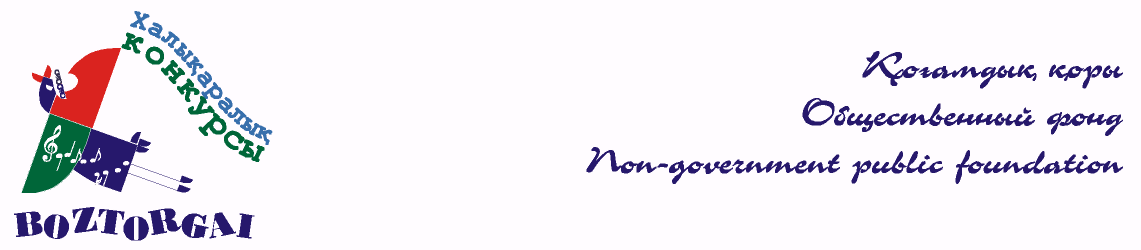 Халықаралық
конкурсы
BOZTORGAI
Қоғамдық қоры
Общественный фонд
Non-government public foundation